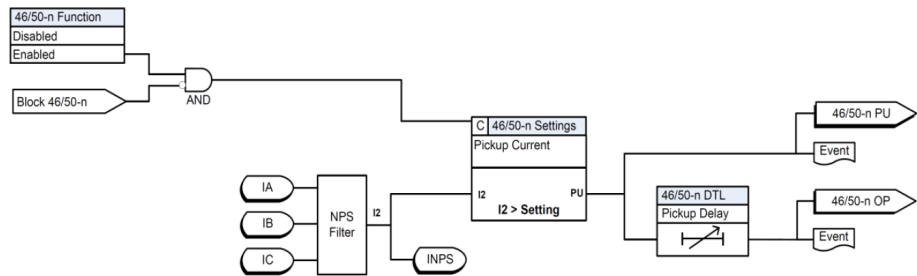 46/50-n Function
Disabled
Enabled
Block 46/50-n
AND
C 46/50-n Settings
Pickup Current
I2 PU
I2 > Setting
IA
IB
IC
NPS
Filter
I2
INPS
46/50-n DTL
Pickup Delay
46/50-n PU
Event
46/50-n OP
Event